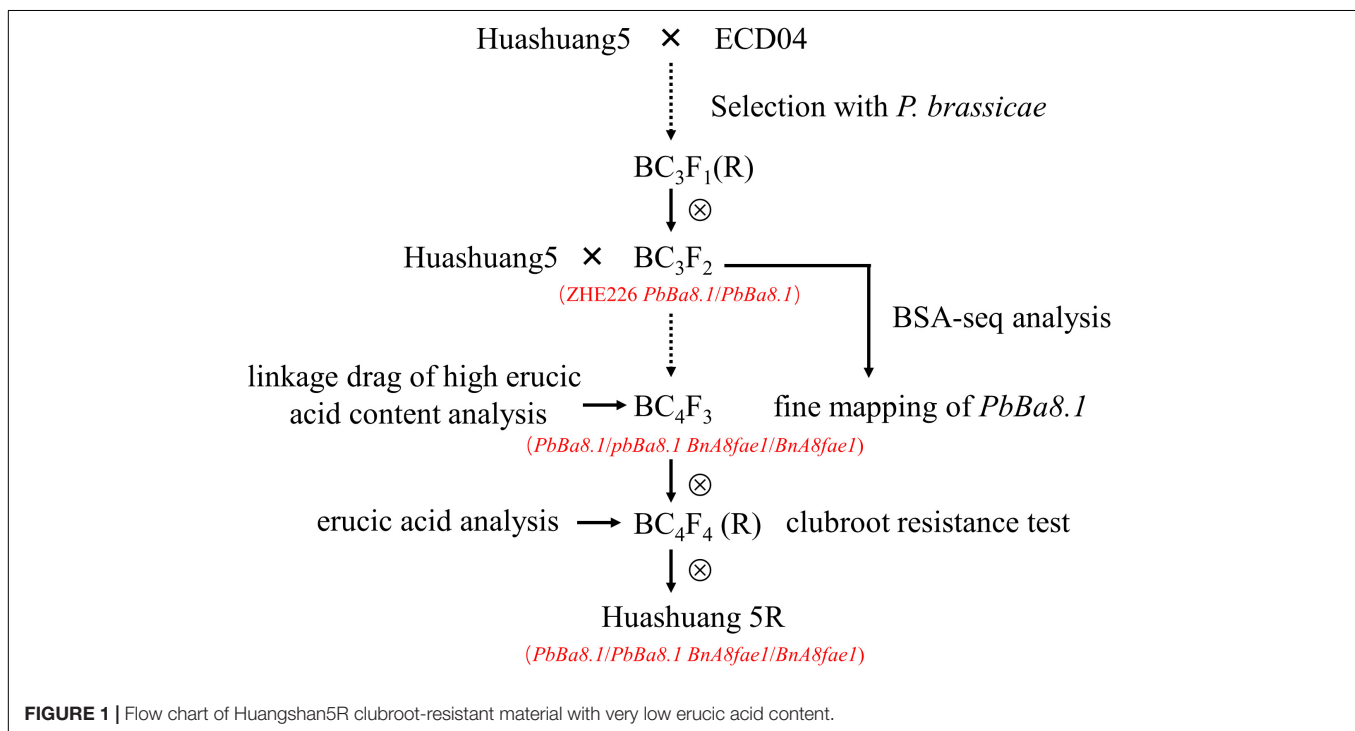 Huashuang5 × ECD04
Selection with P. brassicae
BC₃F₁(R)
⊗
Huashuang5 × BC₃F₂
(ZHE226 PbBa8.1/PbBa8.1)
BSA-seq analysis
linkage drag of high erucic
acid content analysis
BC₄F₃
fine mapping of PbBa8.1
(PbBa8.1/pbBa8.1 BnA8fae1/BnA8fae1)
⊗
erucic acid analysis
BC₄F₄ (R)
clubroot resistance test
⊗
Huashuang 5R
(PbBa8.1/PbBa8.1 BnA8fae1/BnA8fae1)
FIGURE 1 | Flow chart of Huangshan5R clubroot-resistant material with very low erucic acid content.